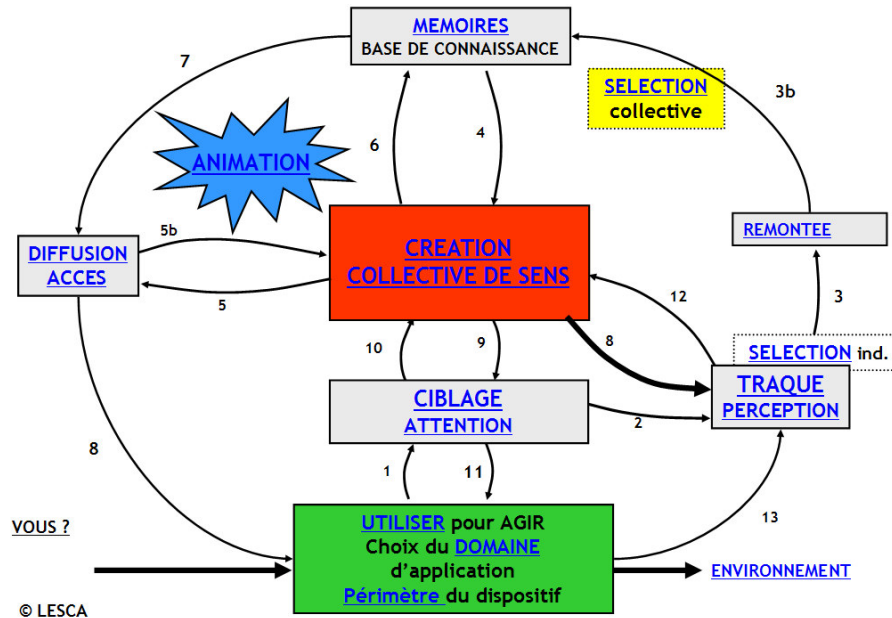 MEMOIRES
BASE DE CONNAISSANCE
7
SELECTION
collective
3b
6
4
ANIMATION
5b
REMONTEE
DIFFUSION
ACCES
CREATION
COLLECTIVE DE SENS
5
12
3
10
9
8
SELECTION ind.
CIBLAGE
ATTENTION
TRAQUE
PERCEPTION
2
8
1
11
13
VOUS ?
UTILISER pour AGIR
Choix du DOMAINE
d’application
Périmètre du dispositif
ENVIRONNEMENT
© LESCA